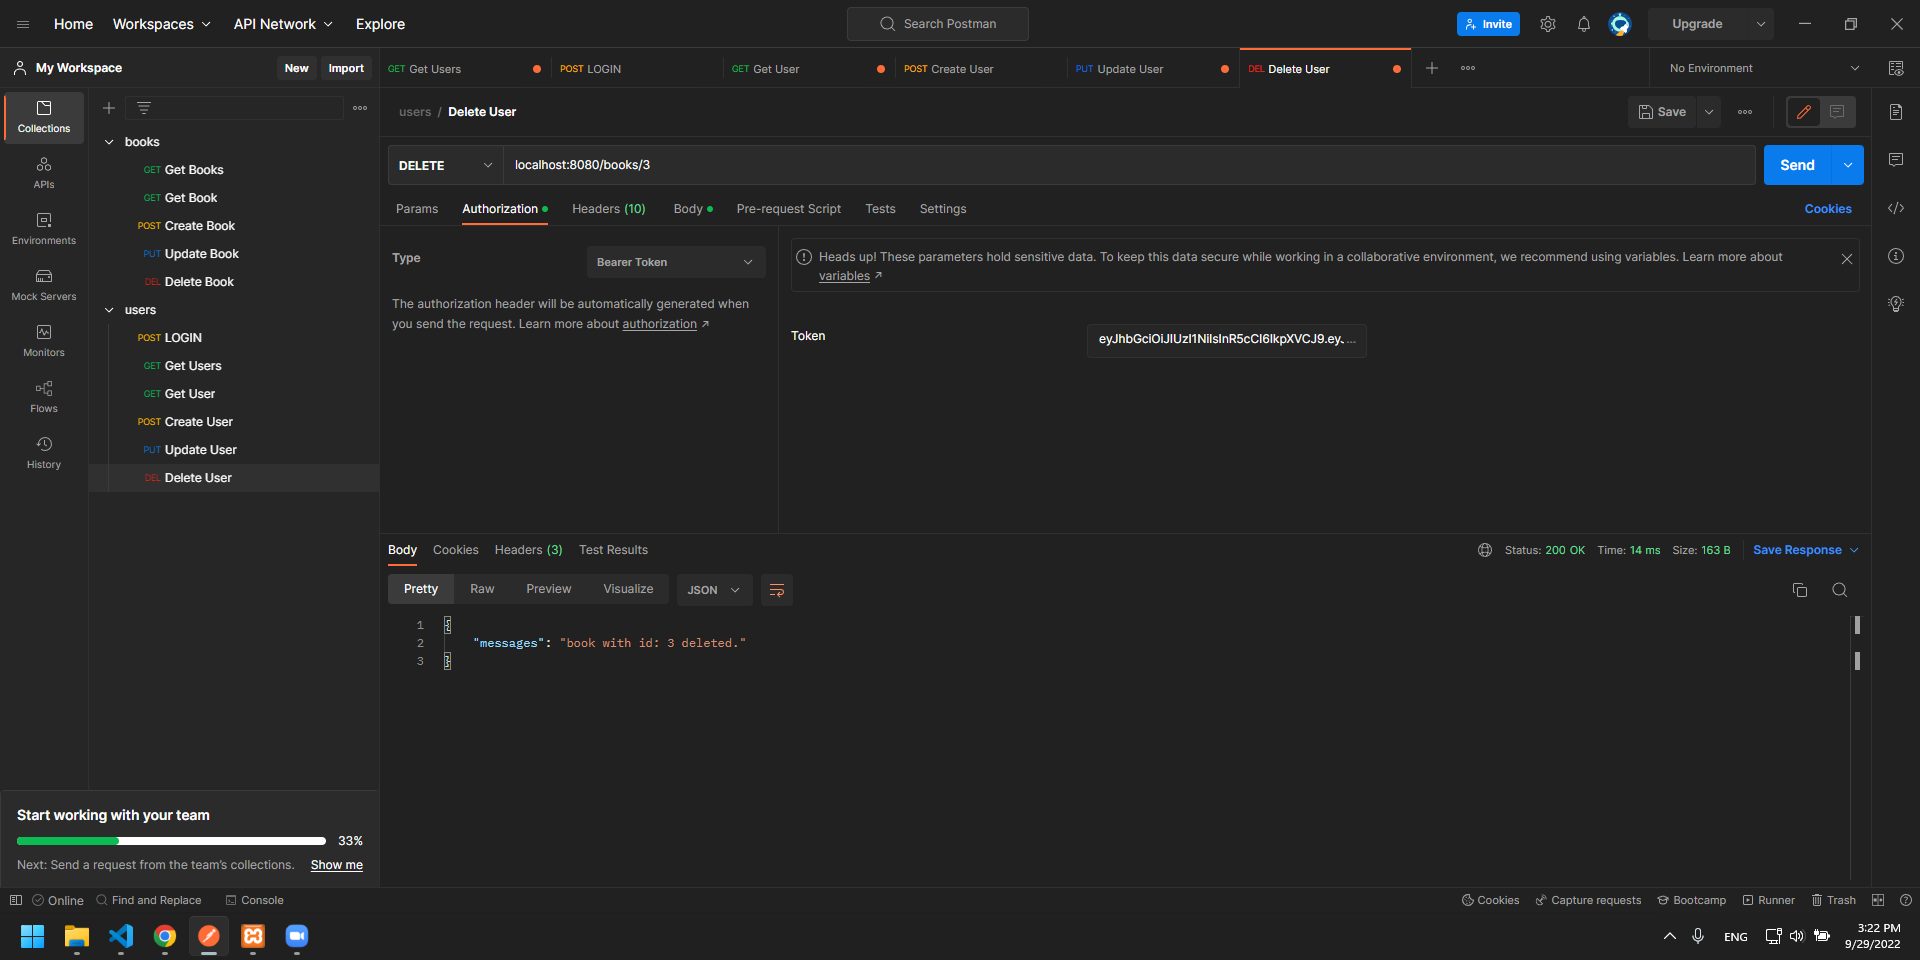 Home Workspaces API Network Explore Search Postman Invite Upgrade
My Workspace New Import GET Get Users POST LOGIN GET Get User POST Create User PUT Update User DEL Delete User No Environment
Collections
APIs
Environments
Mock Servers
Monitors
Flows
History
books
GET Get Books
GET Get Book
POST Create Book
PUT Update Book
DEL Delete Book
users
POST LOGIN
GET Get Users
GET Get User
POST Create User
PUT Update User
DEL Delete User
users / Delete User Save
DELETE localhost:8080/books/3 Send
Params Authorization Headers (10) Body Pre-request Script Tests Settings Cookies
Type Bearer Token
The authorization header will be automatically generated when
you send the request. Learn more about authorization ↗
Heads up! These parameters hold sensitive data. To keep this data secure while working in a collaborative environment, we recommend using variables. Learn more about
variables ↗
Token eyJhbGciOiJIUzI1NiIsInR5cCI6IkpXVCJ9.ey. ...
Body Cookies Headers (3) Test Results Status: 200 OK Time: 14 ms Size: 163 B Save Response
Pretty Raw Preview Visualize JSON
1 {
2 "messages": "book with id: 3 deleted."
3 }
Start working with your team
33%
Next: Send a request from the team's collections. Show me
Online Find and Replace Console Cookies Capture requests Bootcamp Runner Trash
ENG 3:22 PM
9/29/2022